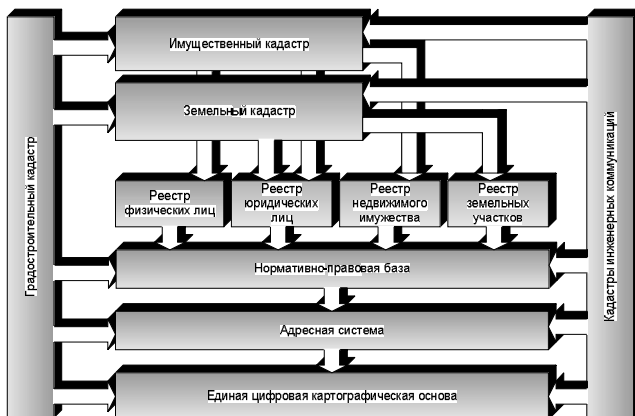 Градостроительный кадастр
Имущественный кадастр
Земельный кадастр
Реестр
физических лиц
Реестр
юридических
лиц
Реестр
недвижимого
имужества
Реестр
земельных
участков
Нормативно-правовая база
Адресная система
Единая цифровая картографическая основа
Кадастры инженерных коммуникаций